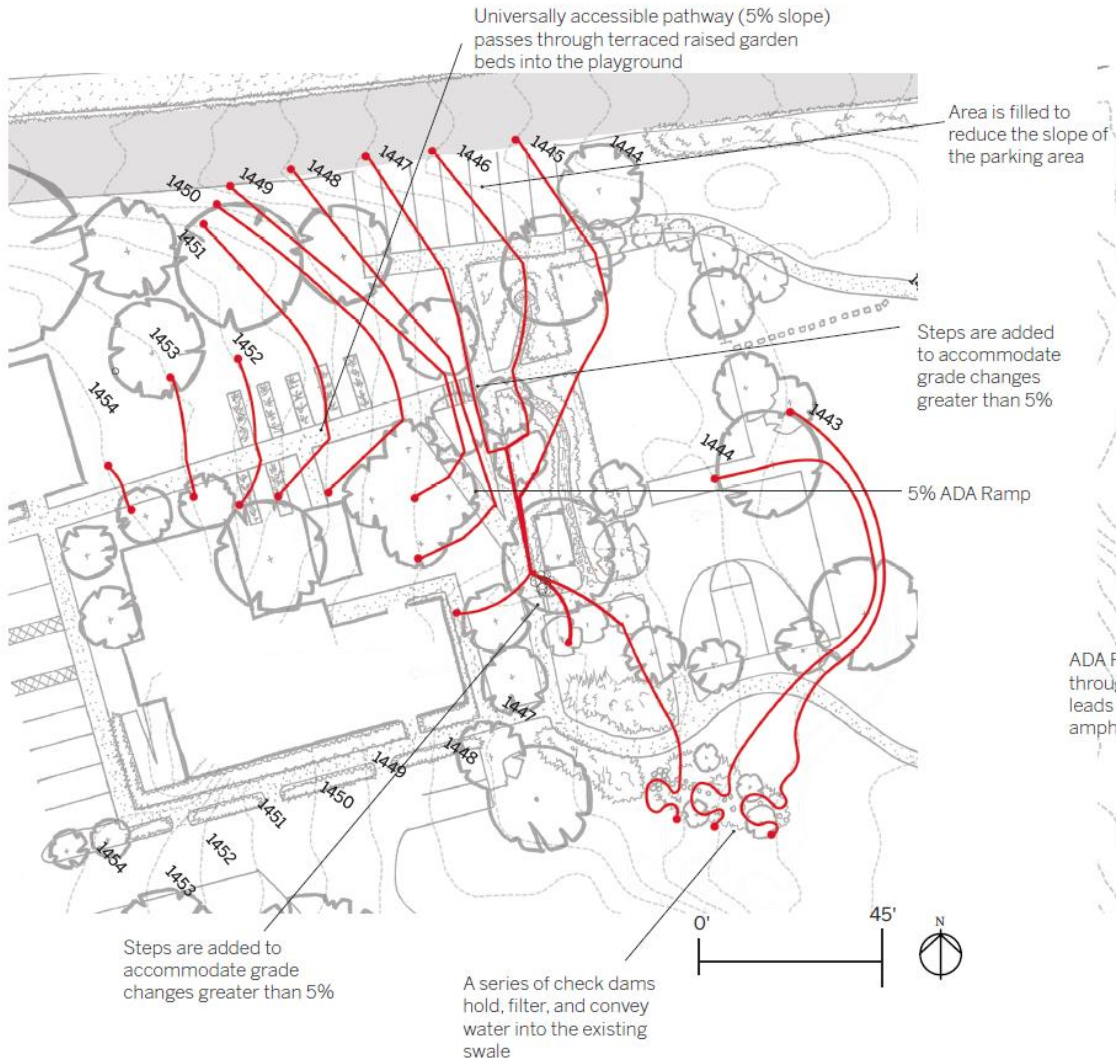 Universally accessible pathway (5% slope)
passes through terraced raised garden
beds into the playground
Area is filled to
reduce the slope of
the parking area
1444
1445
1446
1447
1448
1449
1450
1451
1452
1453
1454
Steps are added
to accommodate
grade changes
greater than 5%
1443
1444
5% ADA Ramp
ADA
throu
leads
amph
1447
1448
1449
1450
1451
1452
1453
1454
Steps are added to
accommodate grade
changes greater than 5%
A series of check dams
hold, filter, and convey
water into the existing
swale
0'
45'
N